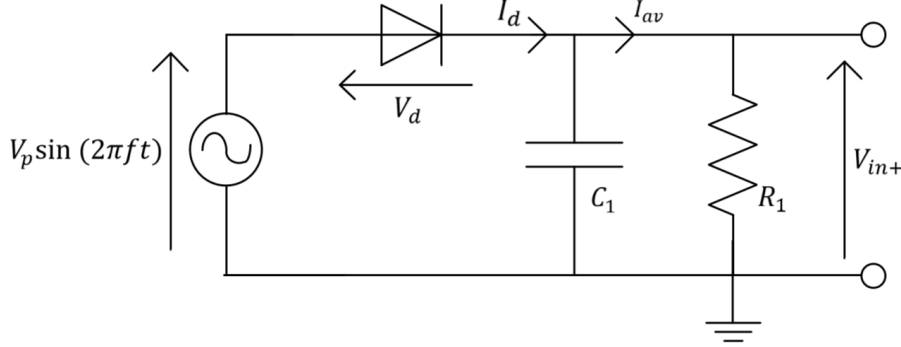 I_d
I_av
V_d
V_p sin (2πft)
C_1
R_1
V_in+